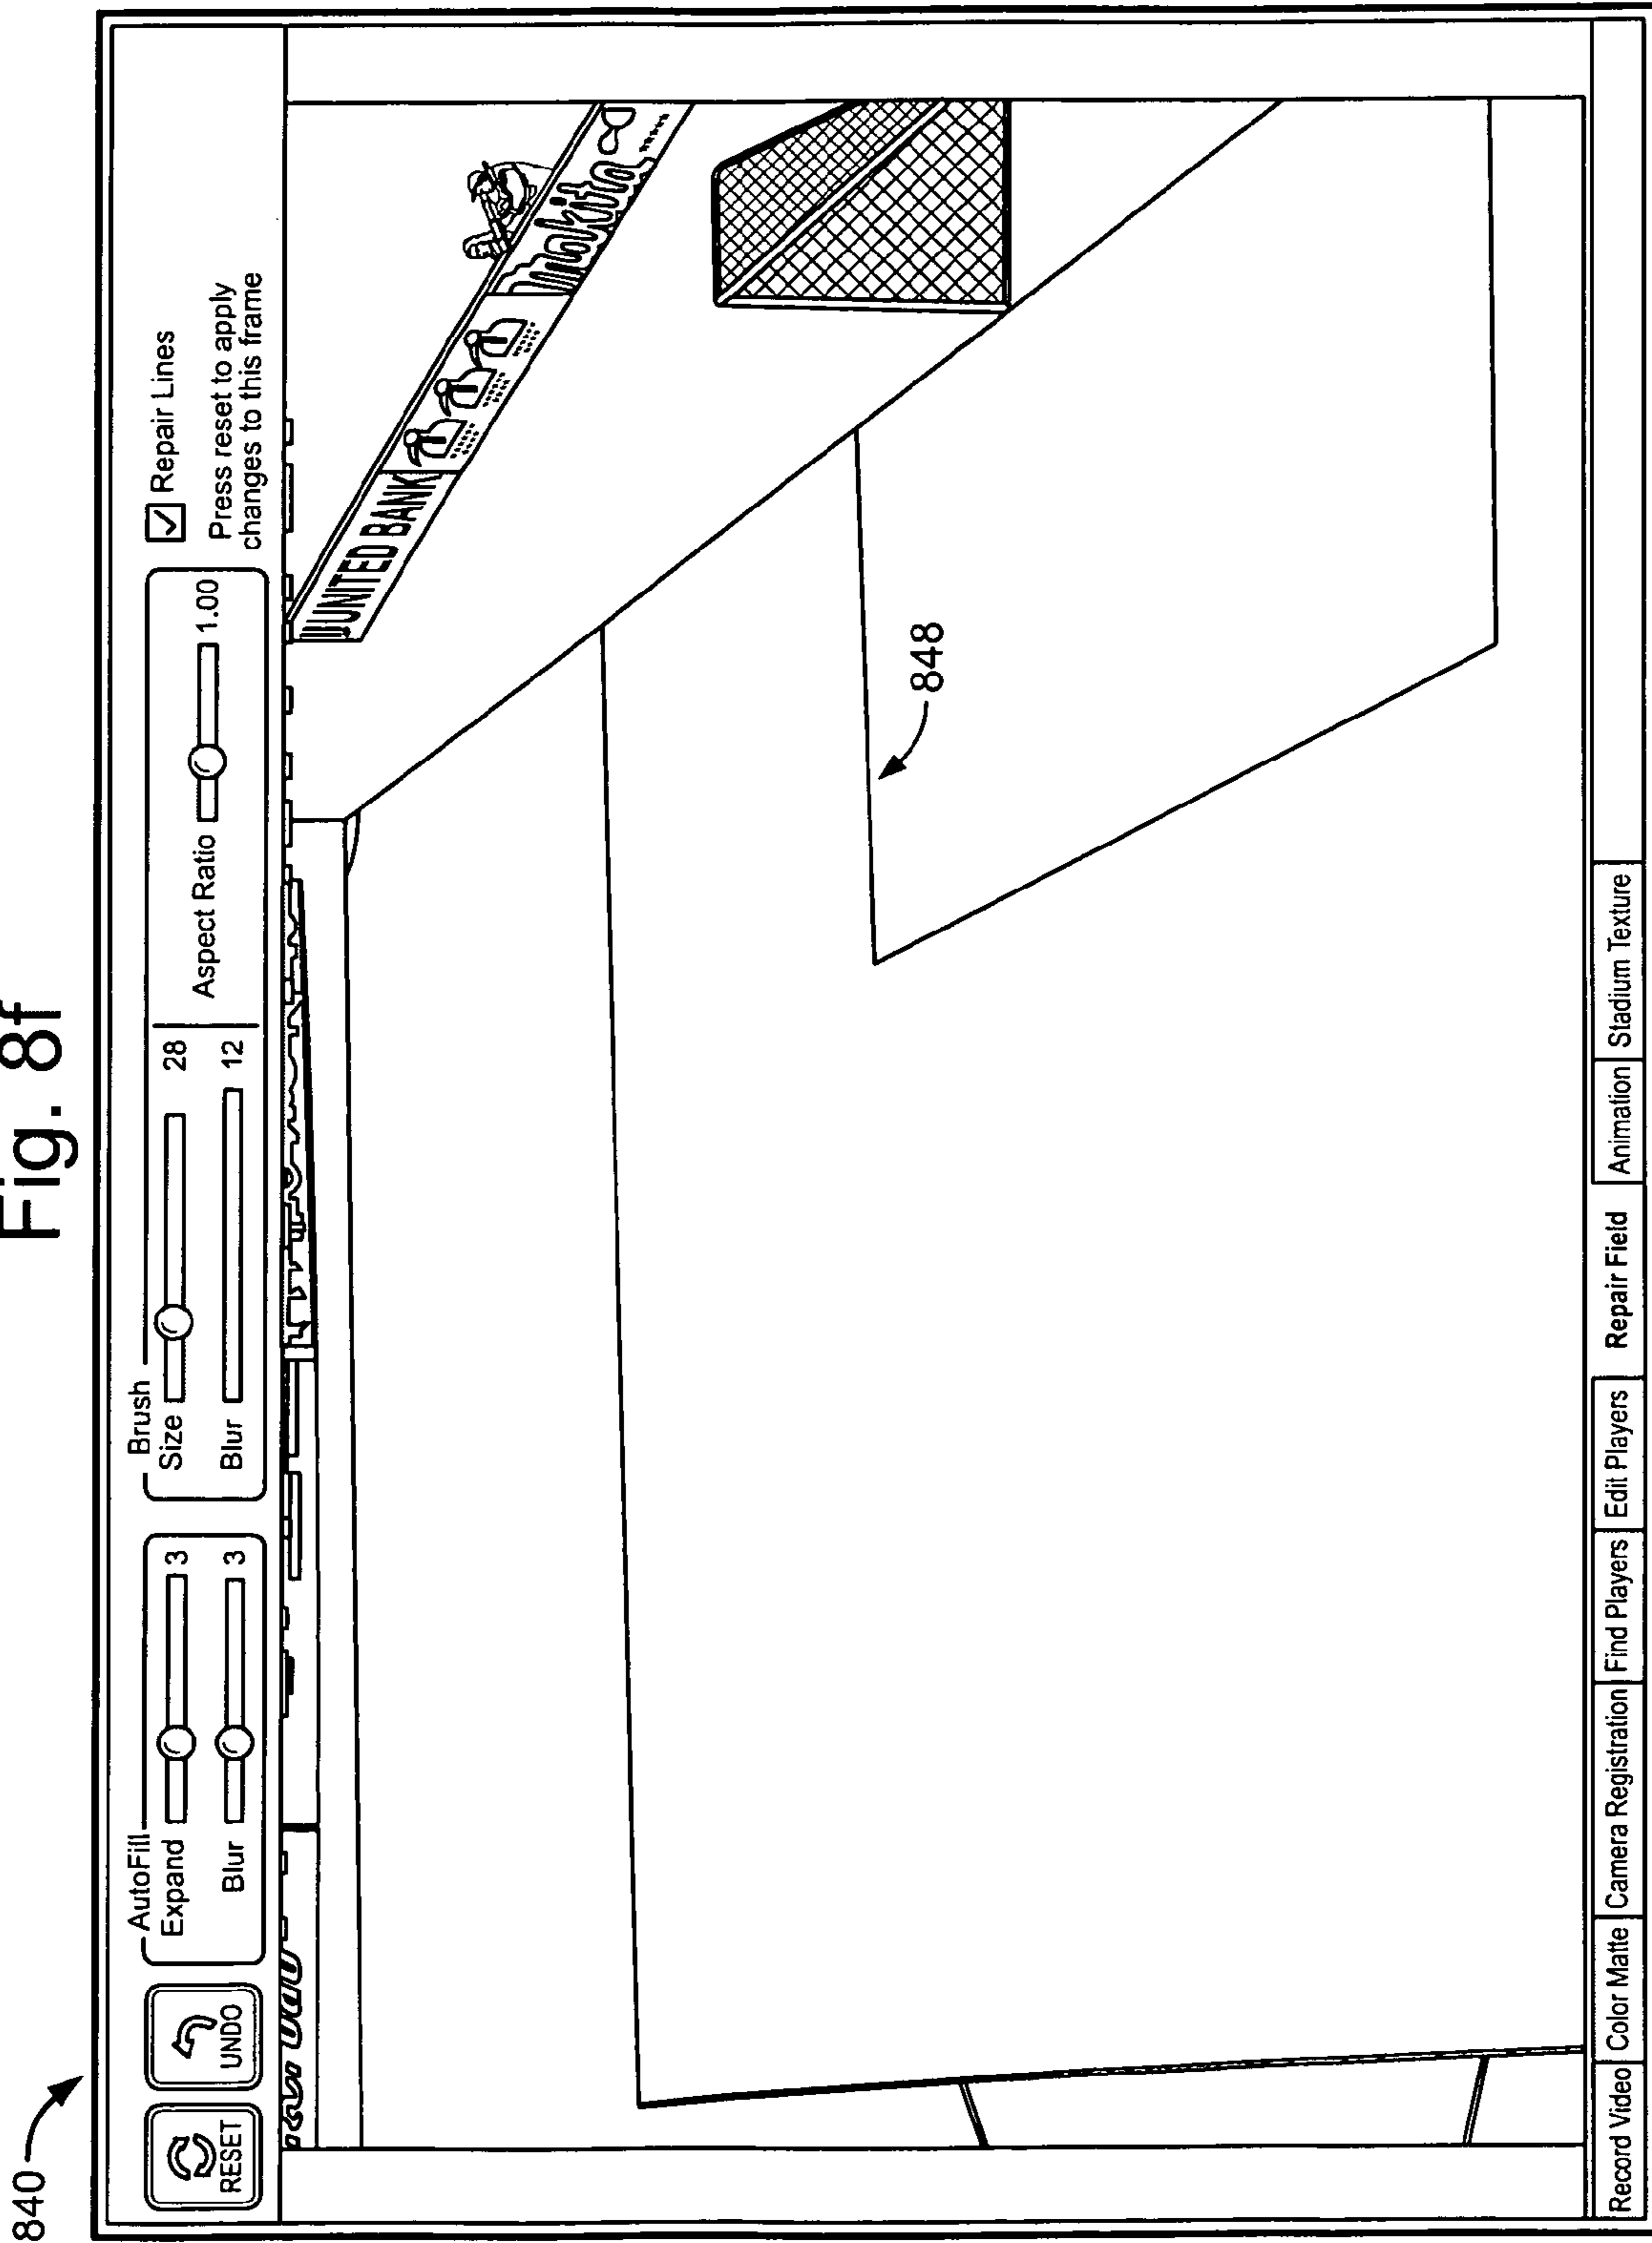 Fig. 8f
840
RESET
UNDO
AutoFill
Expand 3
Blur 3
Brush
Size 28
Blur 12
Aspect Ratio 1.00
Repair Lines
Press reset to apply
changes to this frame
UNITED BANK
Makita
848
Record Video
Color Matte
Camera Registration
Find Players
Edit Players
Repair Field
Animation
Stadium Texture